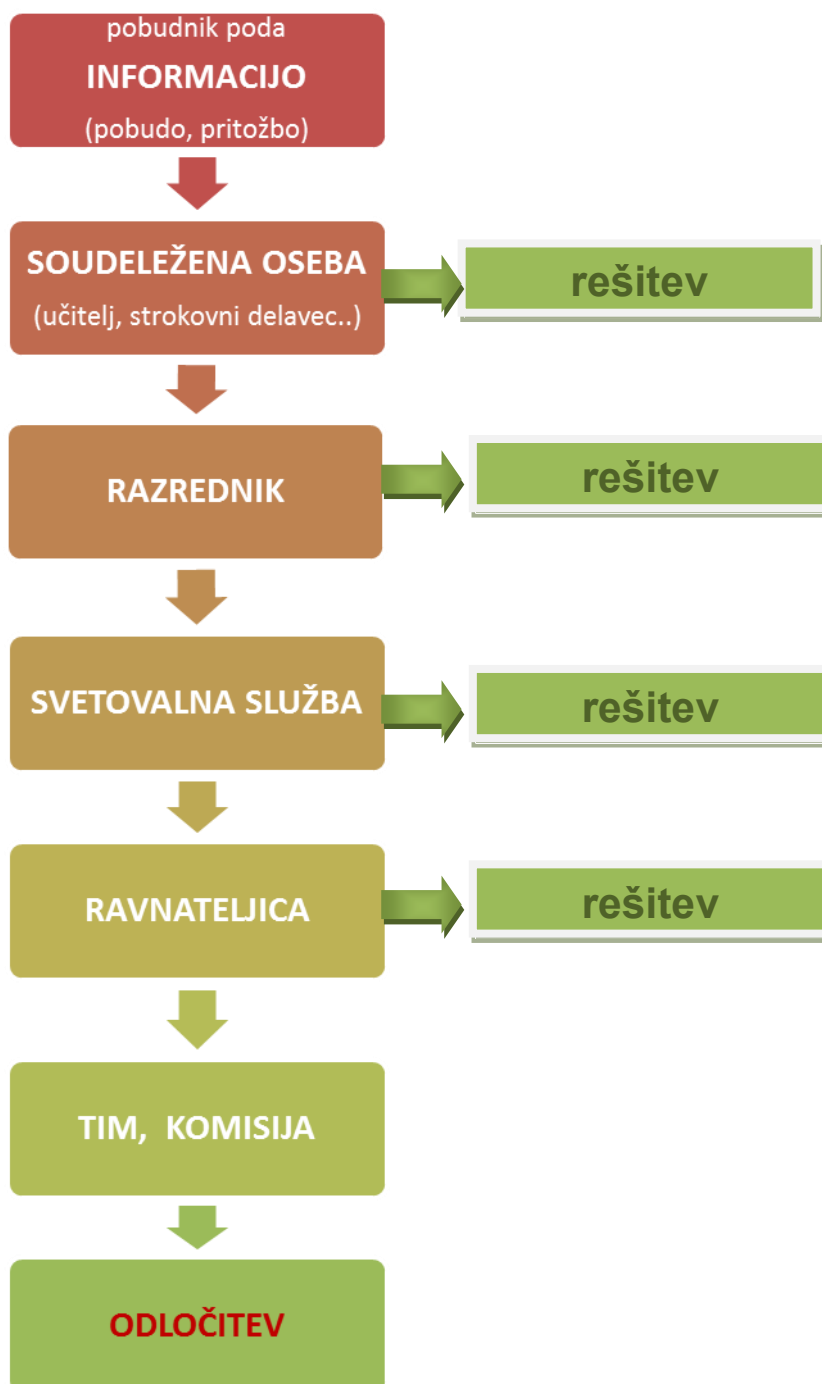 pobudnik poda
INFORMACIJO
(pobudo, pritožbo)
SOUDELEŽENA OSEBA
(učitelj, strokovni delavec..)
rešitev
RAZREDNIK
rešitev
SVETOVALNA SLUŽBA
rešitev
RAVNATELJICA
rešitev
TIM, KOMISIJA
ODLOČITEV